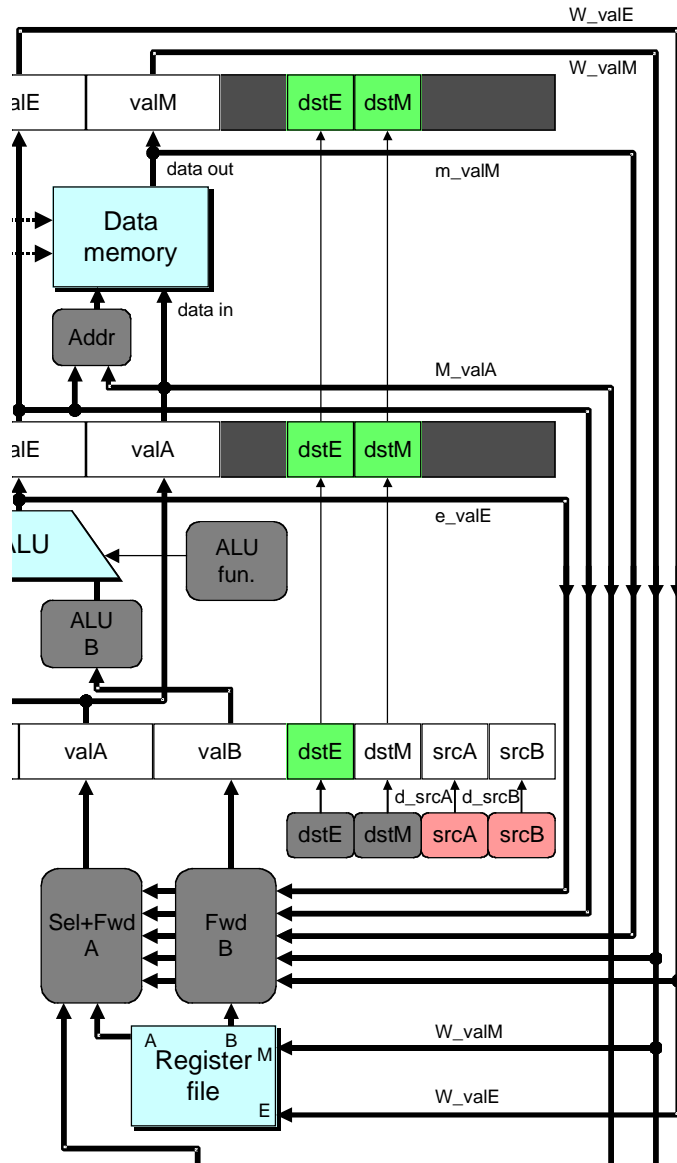 W_valE
W_valM
alE
valM
dstE
dstM
data out
m_valM
Data
memory
data in
Addr
M_valA
alE
valA
dstE
dstM
e_valE
ALU
ALU
fun.
ALU
B
valA
valB
dstE
dstM
srcA
srcB
d_srcA
d_srcB
dstE
dstM
srcA
srcB
Sel+Fwd
A
Fwd
B
A
B
W_valM
Register
file
M
E
W_valE